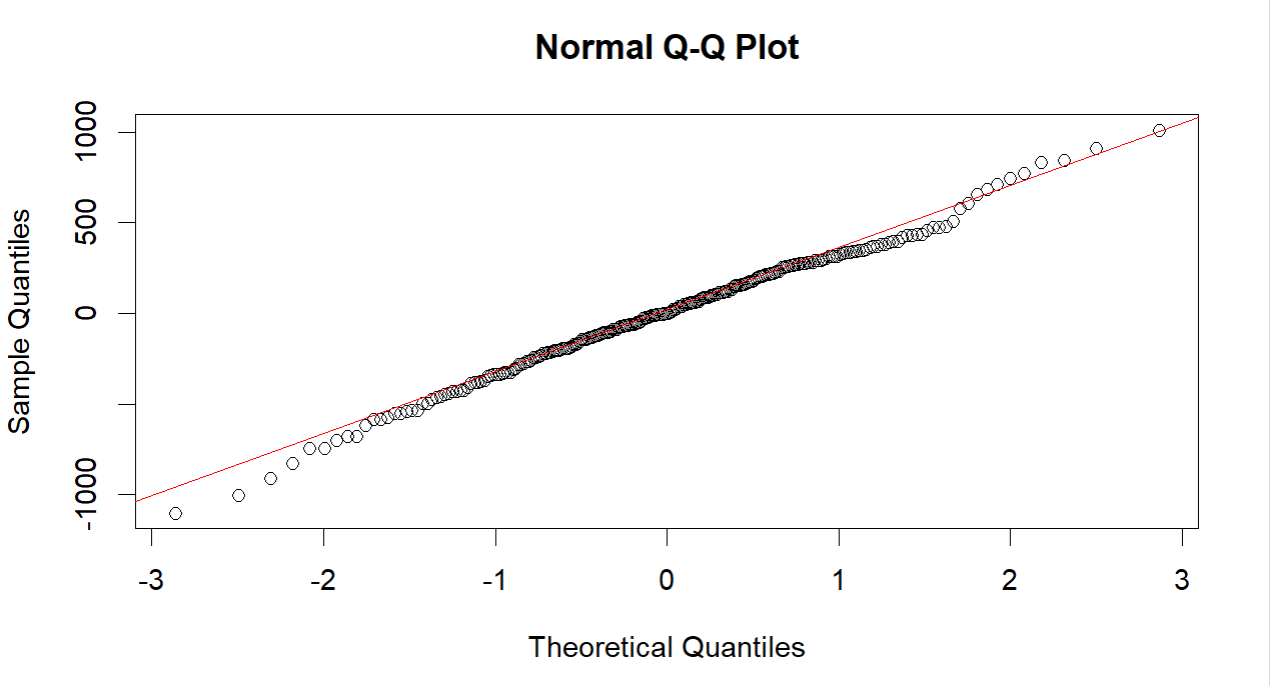 Normal Q-Q Plot
Sample Quantiles
1000
500
0
-1000
-3 -2 -1 0 1 2 3
Theoretical Quantiles